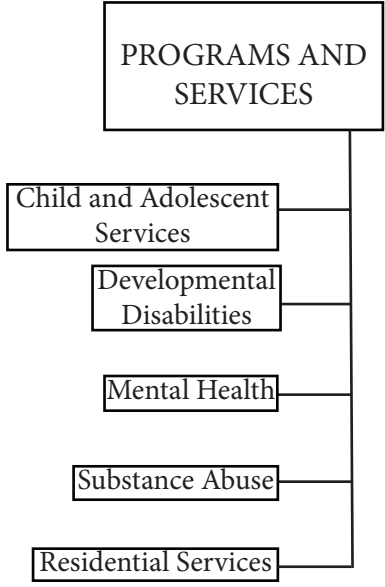 PROGRAMS AND
SERVICES
Child and Adolescent
Services
Developmental
Disabilities
Mental Health
Substance Abuse
Residential Services